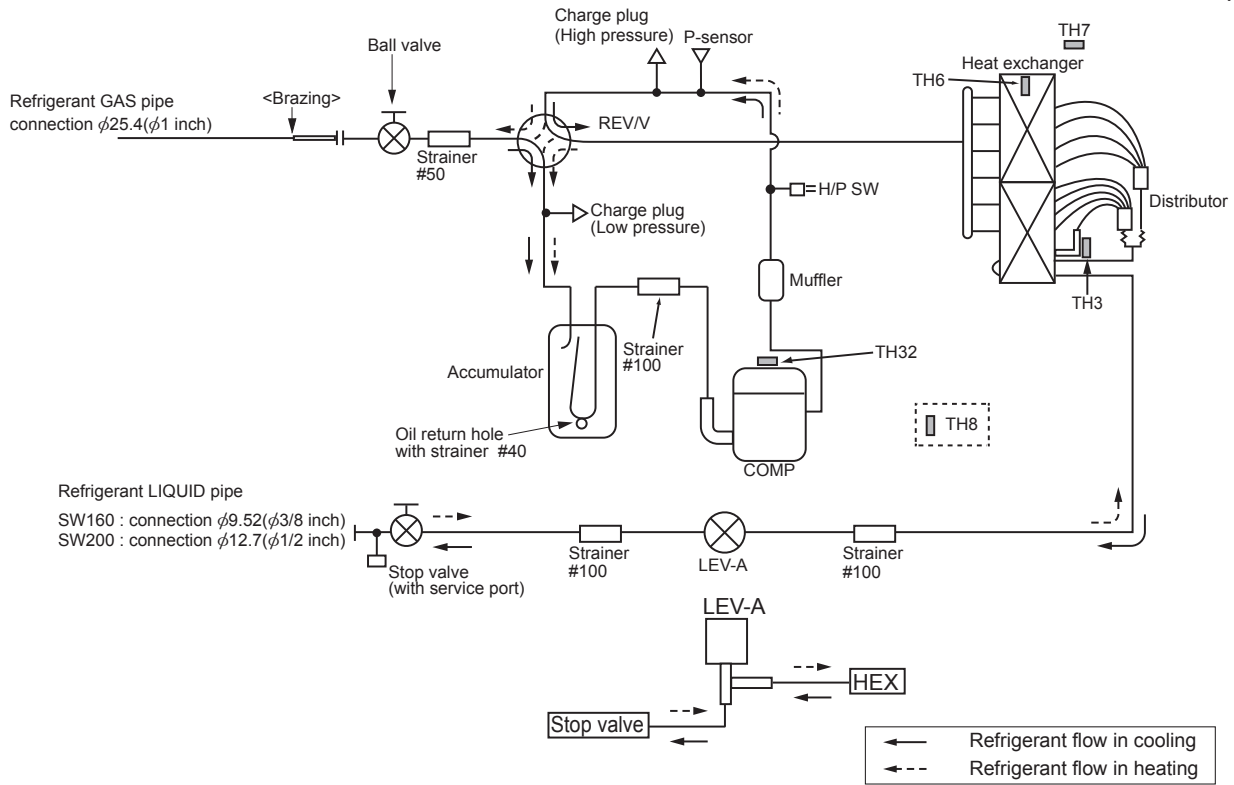 Charge plug
(High pressure)
P-sensor
TH7
Ball valve
Heat exchanger
TH6
Refrigerant GAS pipe
connection ϕ25.4(ϕ1 inch)
<Brazing>
REV/V
Strainer
#50
H/P SW
Distributor
Charge plug
(Low pressure)
Muffler
TH3
Strainer
#100
TH32
Accumulator
TH8
Oil return hole
with strainer #40
COMP
Refrigerant LIQUID pipe
SW160 : connection ϕ9.52(ϕ3/8 inch)
SW200 : connection ϕ12.7(ϕ1/2 inch)
Strainer
#100
LEV-A
Strainer
#100
Stop valve
(with service port)
LEV-A
HEX
Stop valve
Refrigerant flow in cooling
Refrigerant flow in heating